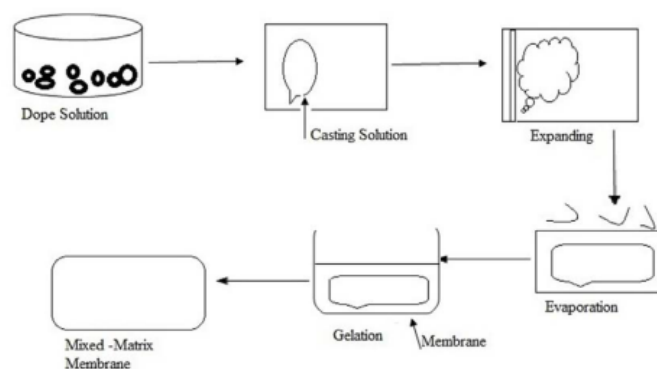 Dope Solution
Casting Solution
Expanding
Evaporation
Gelation
Membrane
Mixed -Matrix
Membrane